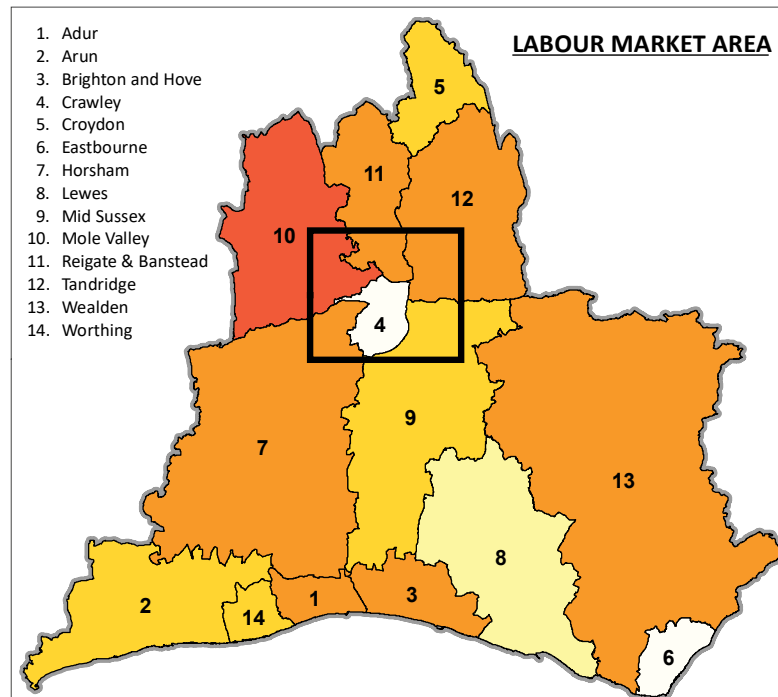 LABOUR MARKET AREA
1. Adur
2. Arun
3. Brighton and Hove
4. Crawley
5. Croydon
6. Eastbourne
7. Horsham
8. Lewes
9. Mid Sussex
10. Mole Valley
11. Reigate & Banstead
12. Tandridge
13. Wealden
14. Worthing
5
11
12
10
4
9
7
13
8
2
14
1
3
6